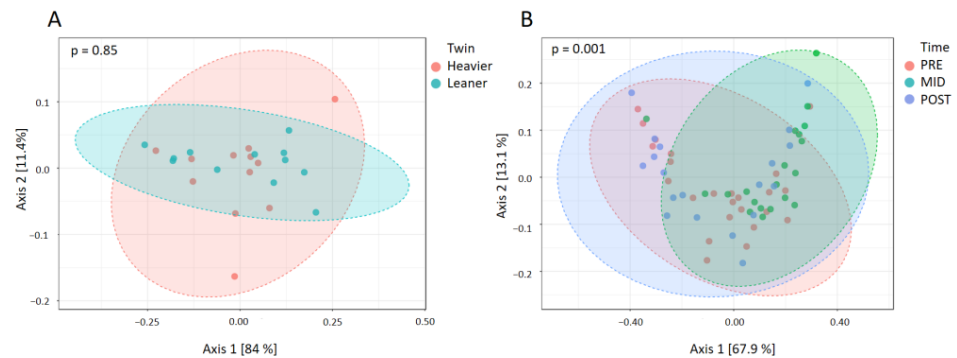 A
p = 0.85
Twin
Heavier
Leaner
Axis 2 [11.4%]
0.1
0.0
−0.1
−0.2
−0.25
0.00
0.25
0.50
Axis 1 [84 %]
B
p = 0.001
Time
PRE
MID
POST
Axis 2 [13.1 %]
0.2
0.1
0.0
−0.1
−0.2
−0.40
0.00
0.40
Axis 1 [67.9 %]